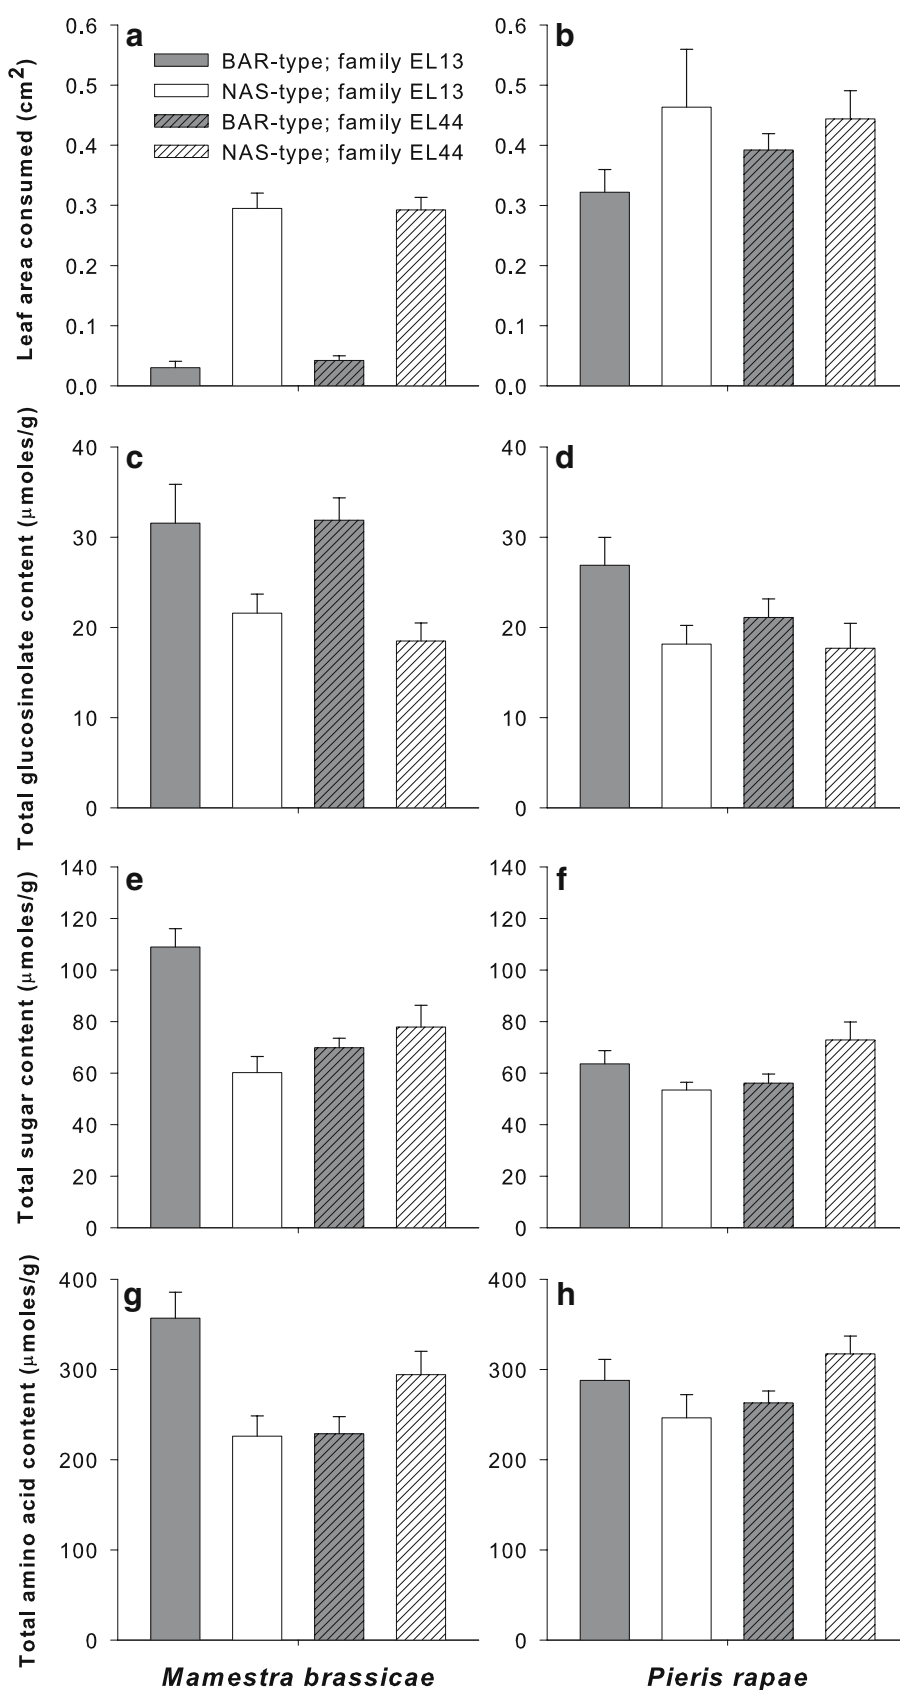 a
b
BAR-type; family EL13
NAS-type; family EL13
BAR-type; family EL44
NAS-type; family EL44
Leaf area consumed (cm2)
0.6
0.5
0.4
0.3
0.2
0.1
0.0
0.6
0.5
0.4
0.3
0.2
0.1
0.0
c
d
Total glucosinolate content (μmoles/g)
40
30
20
10
0
40
30
20
10
0
e
f
Total sugar content (μmoles/g)
140
120
100
80
60
40
20
0
140
120
100
80
60
40
20
0
g
h
Total amino acid content (μmoles/g)
400
300
200
100
0
400
300
200
100
0
Mamestra brassicae
Pieris rapae